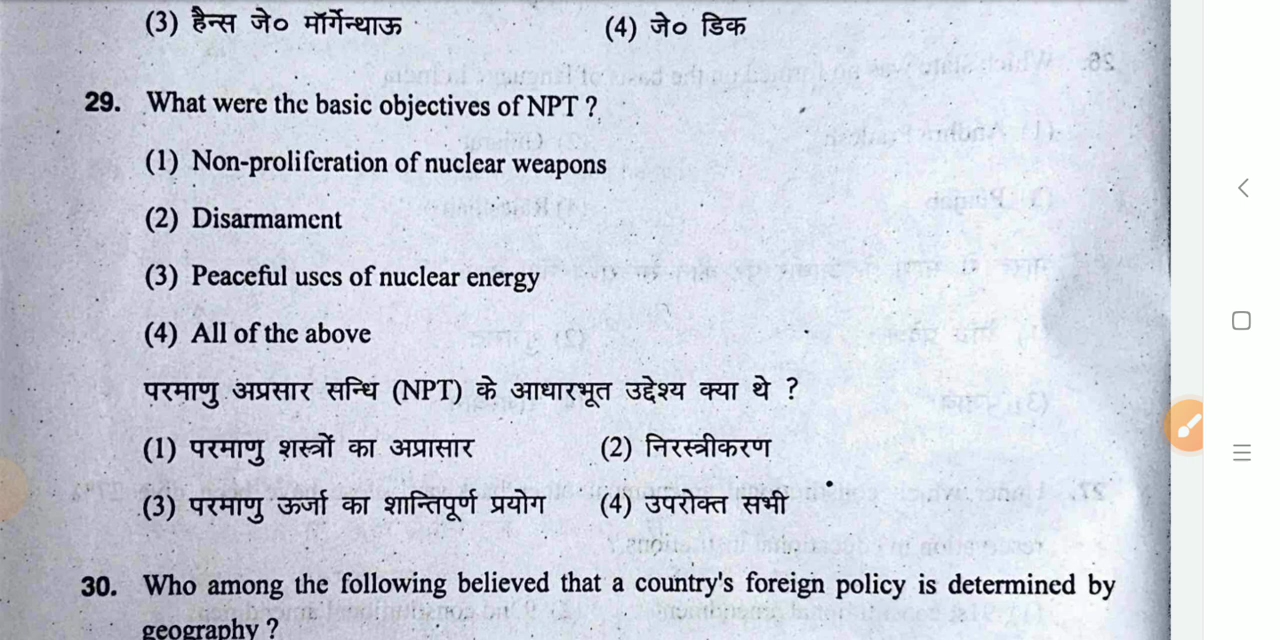 (3) हैन्स जे० मॉर्गेन्थाऊ (4) जे० डिक
29. What were the basic objectives of NPT ?
(1) Non-proliferation of nuclear weapons
(2) Disarmament
(3) Peaceful uses of nuclear energy
(4) All of the above
परमाणु अप्रसार सन्धि (NPT) के आधारभूत उद्देश्य क्या थे ?
(1) परमाणु शस्त्रों का अप्रासार (2) निरस्त्रीकरण
(3) परमाणु ऊर्जा का शान्तिपूर्ण प्रयोग (4) उपरोक्त सभी
30. Who among the following believed that a country's foreign policy is determined by
geography ?